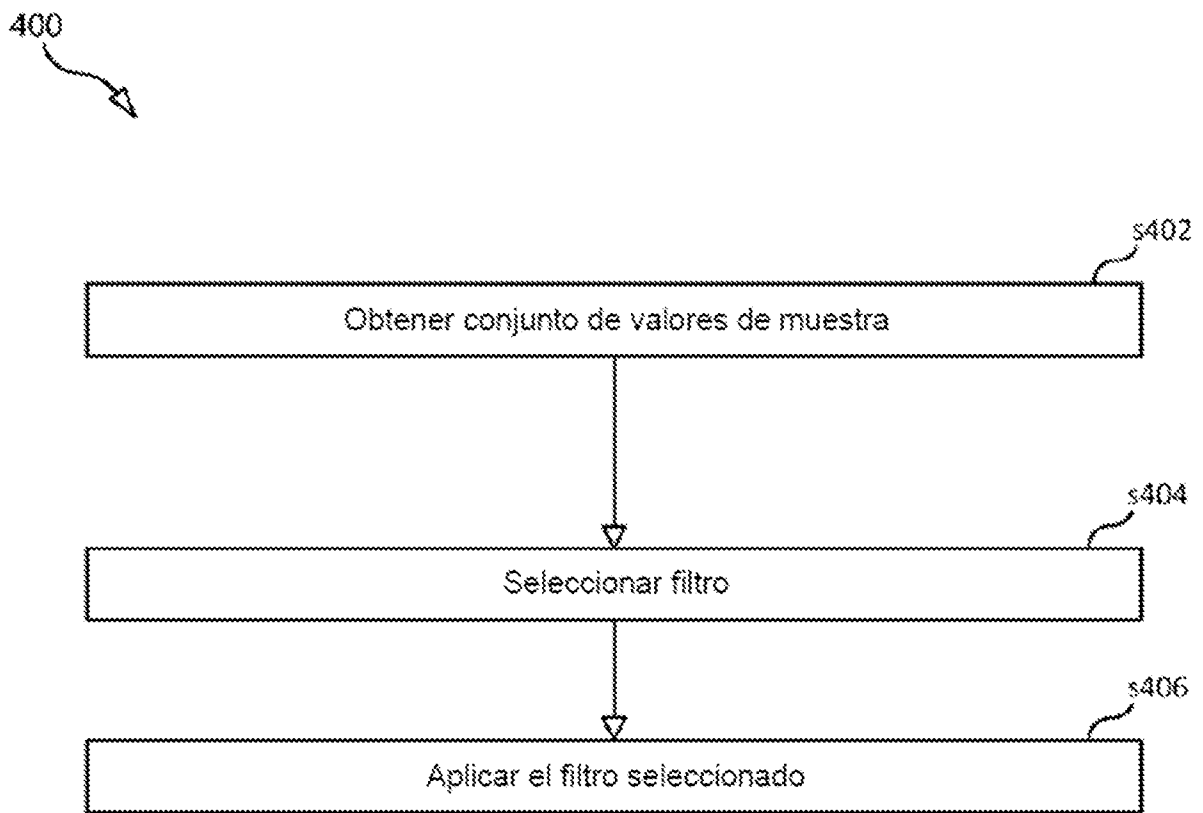 400
s402
Obtener conjunto de valores de muestra
s404
Seleccionar filtro
s406
Aplicar el filtro seleccionado